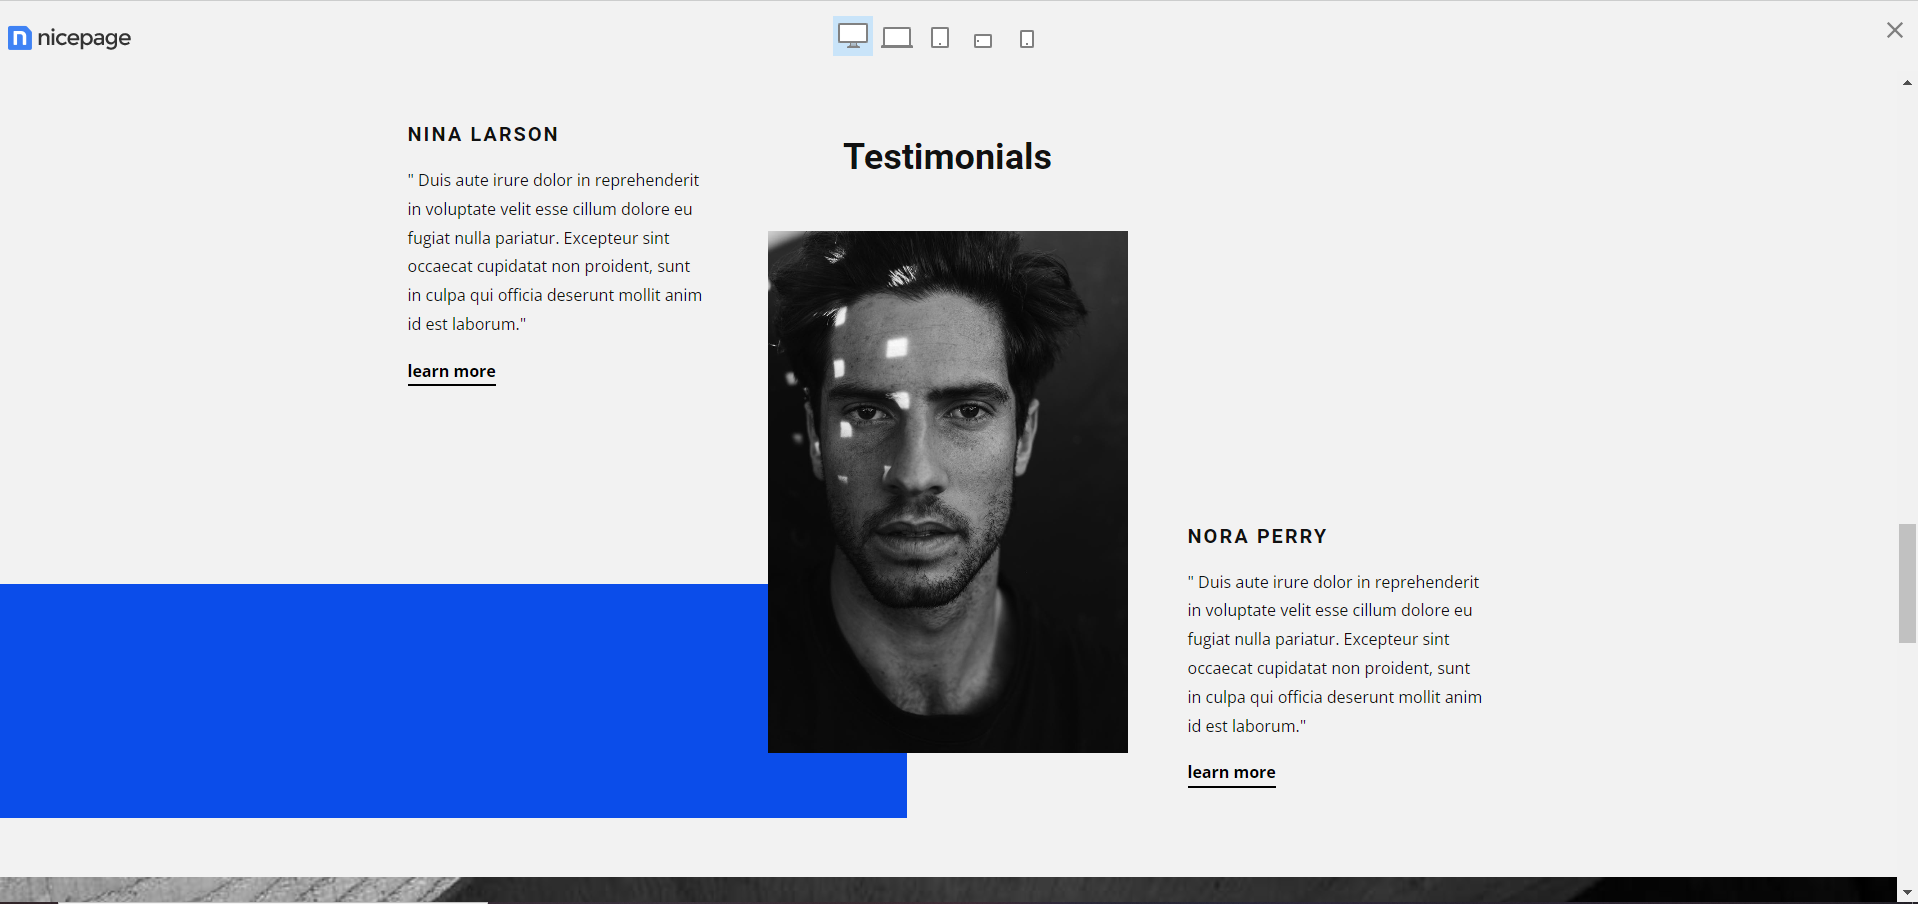 nicepage
NINA LARSON
" Duis aute irure dolor in reprehenderit
in voluptate velit esse cillum dolore eu
fugiat nulla pariatur. Excepteur sint
occaecat cupidatat non proident, sunt
in culpa qui officia deserunt mollit anim
id est laborum."
learn more
Testimonials
NORA PERRY
" Duis aute irure dolor in reprehenderit
in voluptate velit esse cillum dolore eu
fugiat nulla pariatur. Excepteur sint
occaecat cupidatat non proident, sunt
in culpa qui officia deserunt mollit anim
id est laborum."
learn more